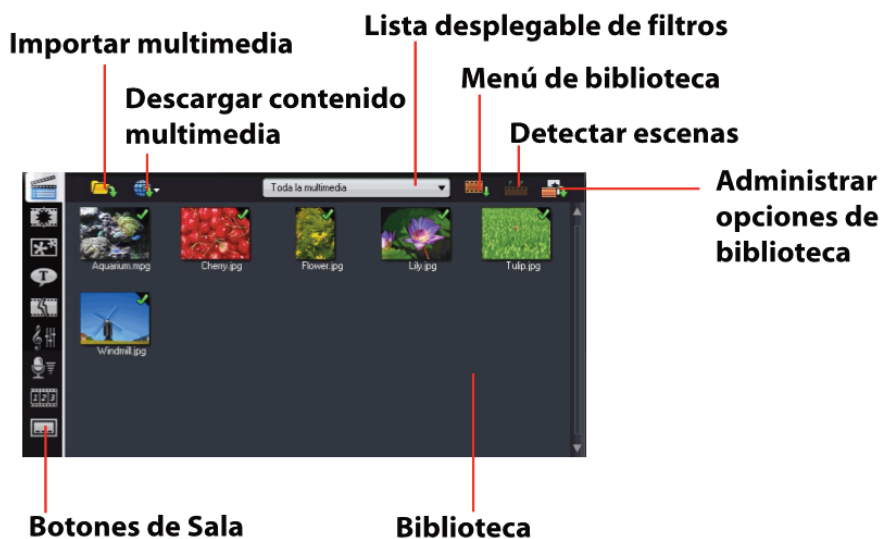 Lista desplegable de filtros
Importar multimedia
Menú de biblioteca
Descargar contenido
multimedia
Detectar escenas
Administrar
opciones de
biblioteca
Toda la multimedia
Aquarium.mpg
Cherry.jpg
Flower.jpg
Lily.jpg
Tulip.jpg
T
Windmill.jpg
123
Botones de Sala
Biblioteca